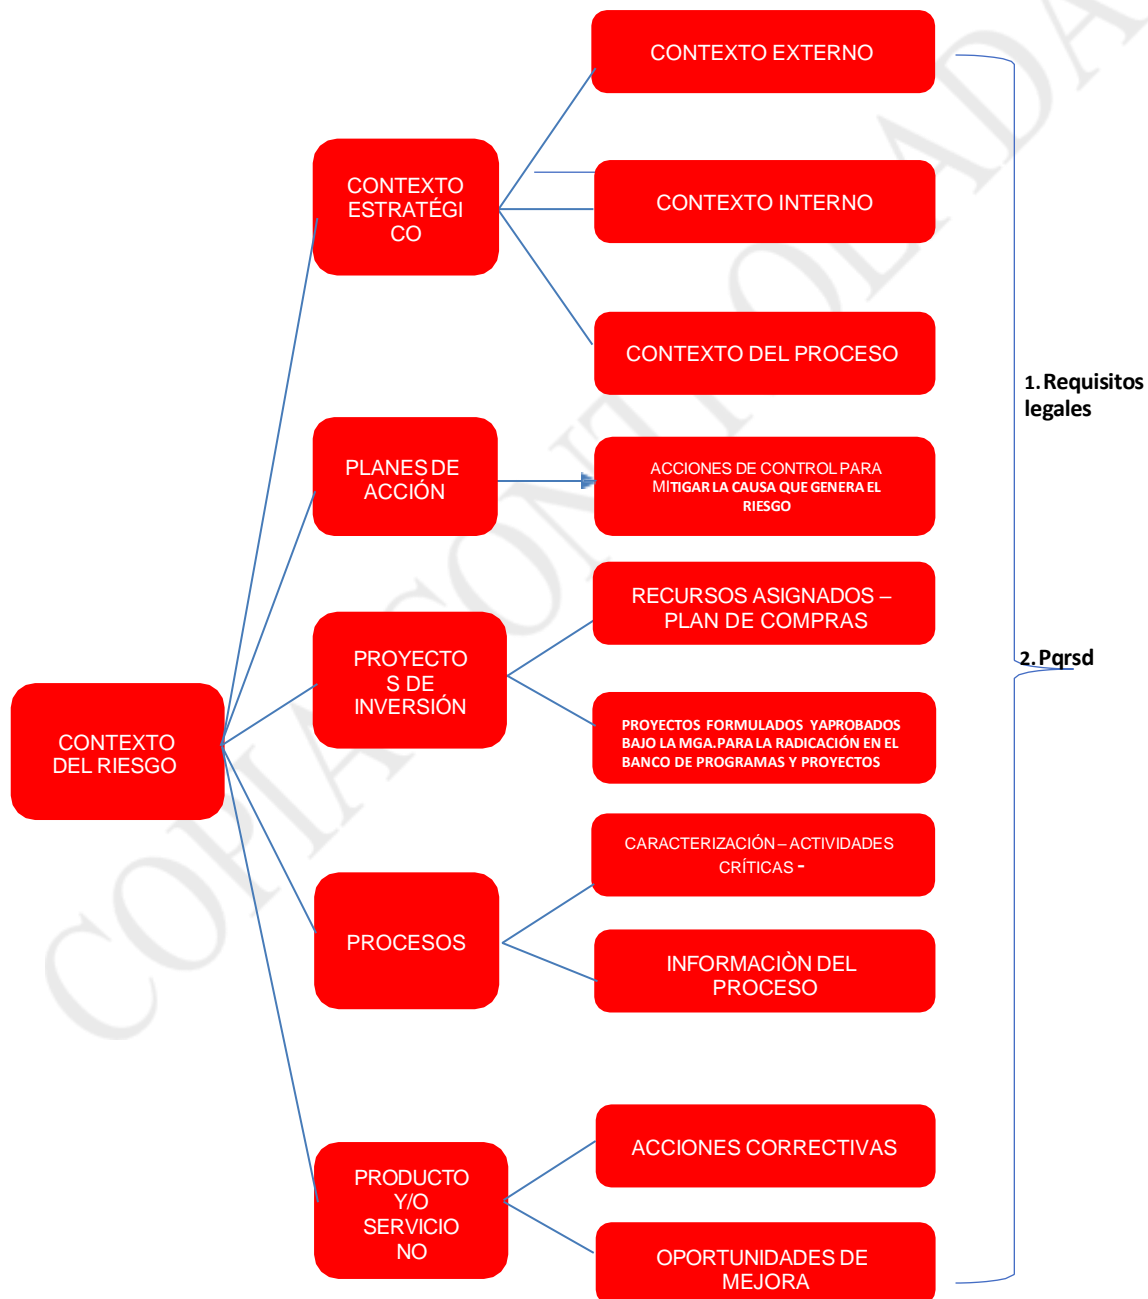 CONTEXTO EXTERNO
CONTEXTO
ESTRATÉGI
CO
CONTEXTO INTERNO
CONTEXTO DEL PROCESO
1. Requisitos
legales
PLANES DE
ACCIÓN
ACCIONES DE CONTROL PARA
MITIGAR LA CAUSA QUE GENERA EL
RIESGO
RECURSOS ASIGNADOS –
PLAN DE COMPRAS
PROYECTO
S DE
INVERSIÓN
2. Pqrsd
PROYECTOS FORMULADOS YAPROBADOS
BAJO LA MGA.PARA LA RADICACIÓN EN EL
BANCO DE PROGRAMAS Y PROYECTOS
CONTEXTO
DEL RIESGO
CARACTERIZACIÓN – ACTIVIDADES
CRÍTICAS -
PROCESOS
INFORMACIÒN DEL
PROCESO
ACCIONES CORRECTIVAS
PRODUCTO
Y/O
SERVICIO
NO
OPORTUNIDADES DE
MEJORA
COPIA CONTROLADA